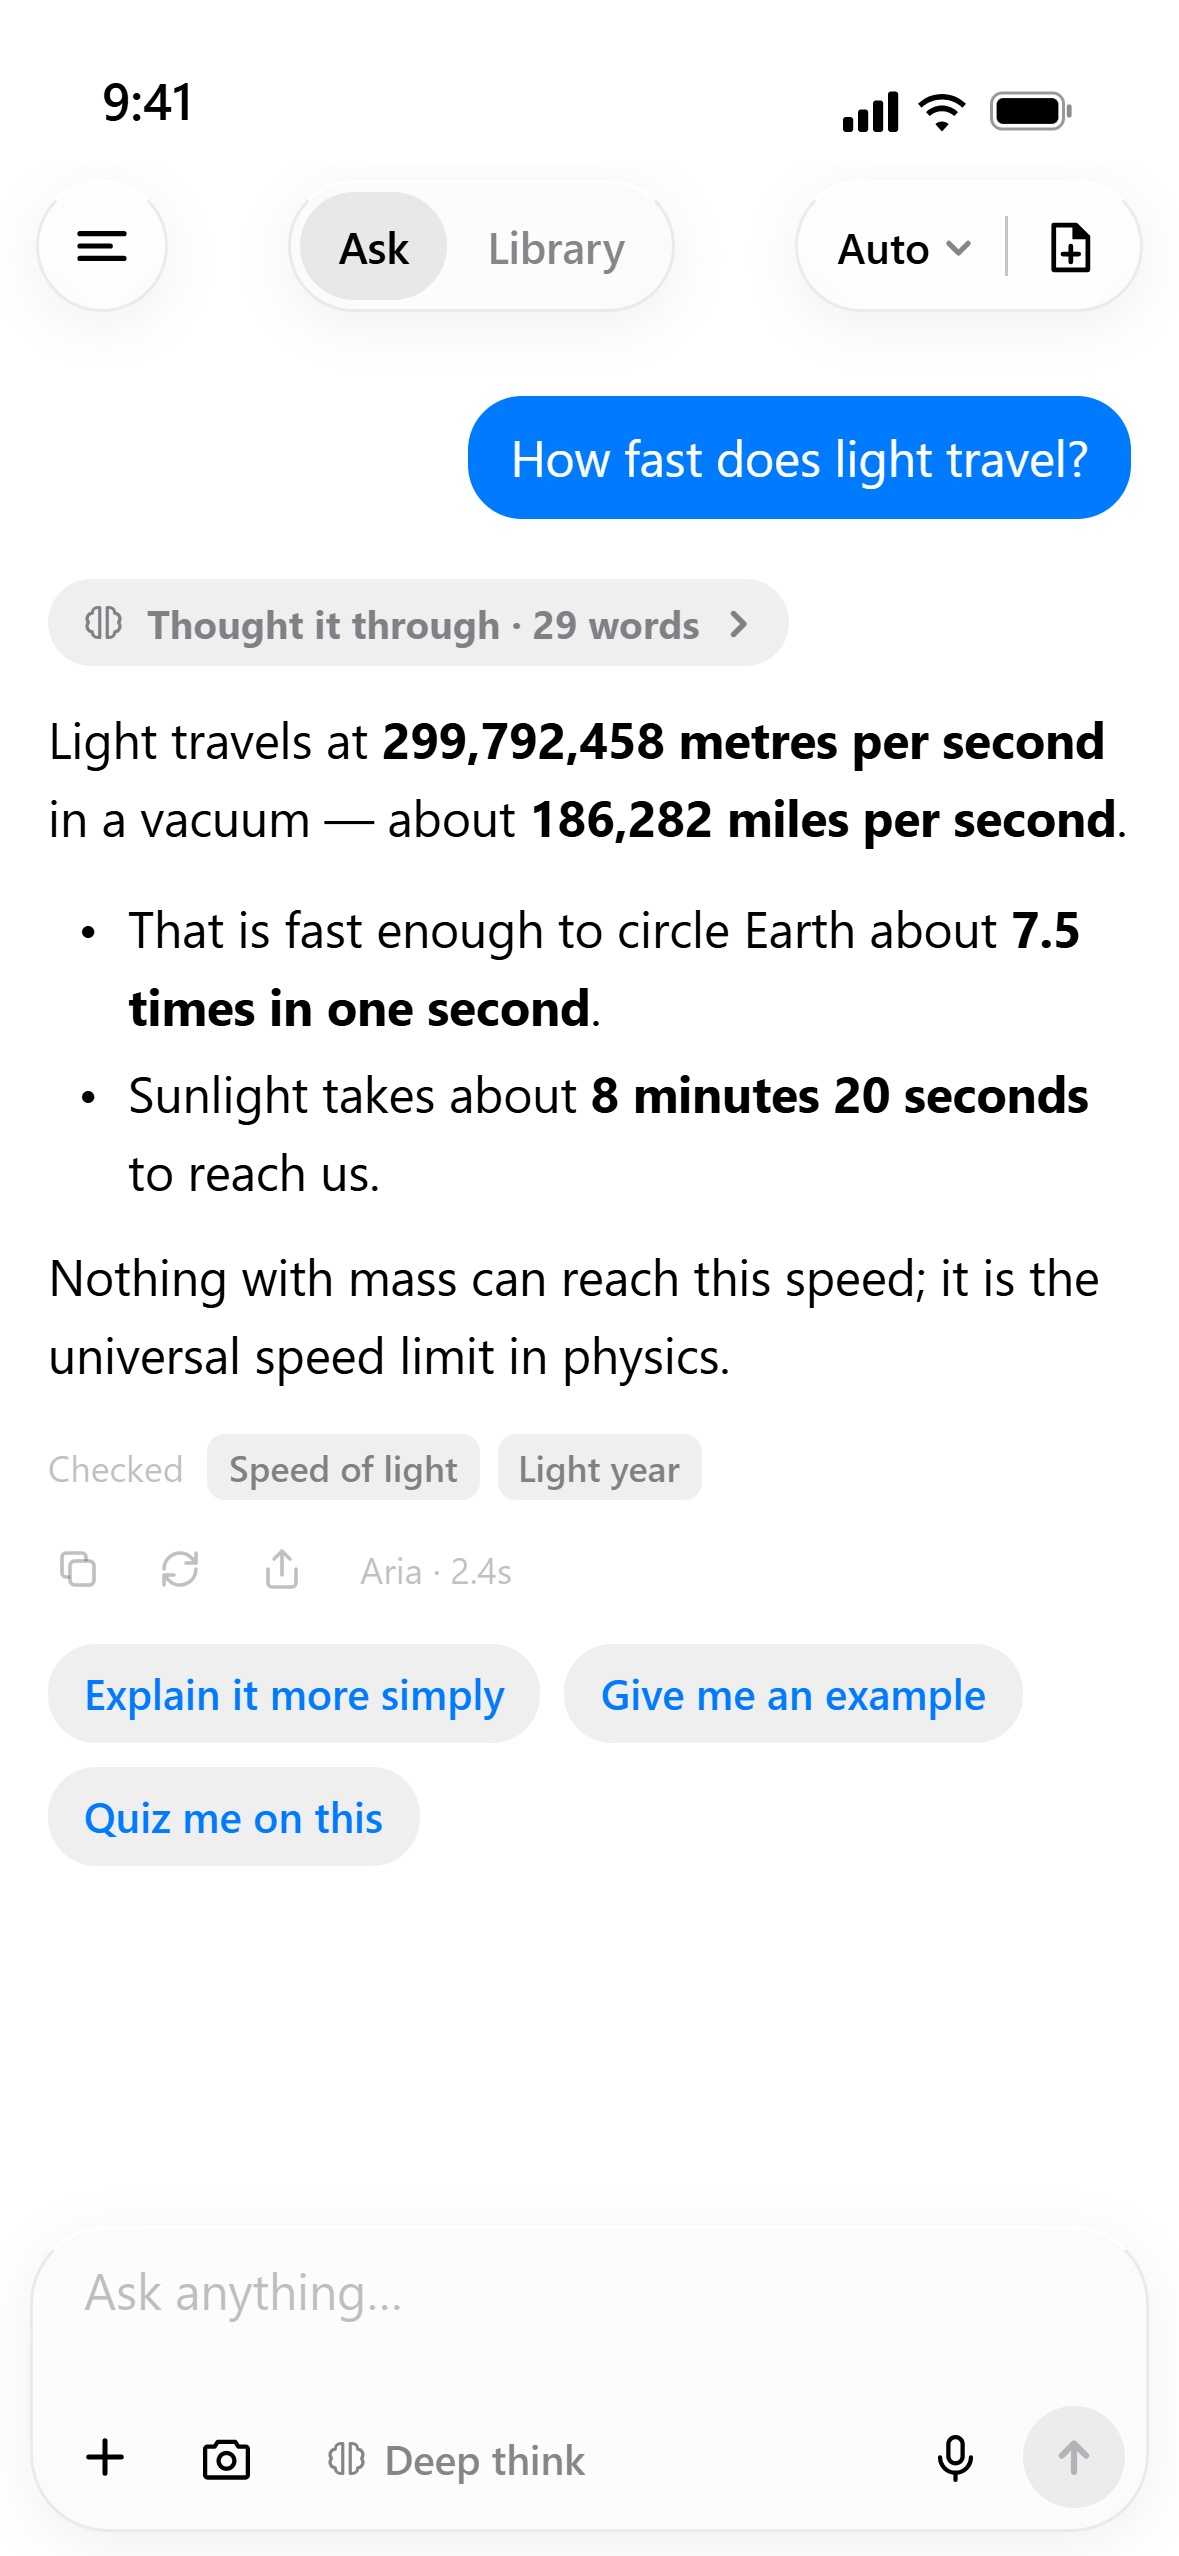 9:41
Ask Library Auto
How fast does light travel?
Thought it through · 29 words
Light travels at 299,792,458 metres per second
in a vacuum — about 186,282 miles per second.
• That is fast enough to circle Earth about 7.5
times in one second.
• Sunlight takes about 8 minutes 20 seconds
to reach us.
Nothing with mass can reach this speed; it is the
universal speed limit in physics.
Checked Speed of light Light year
Aria · 2.4s
Explain it more simply Give me an example
Quiz me on this
Ask anything...
Deep think